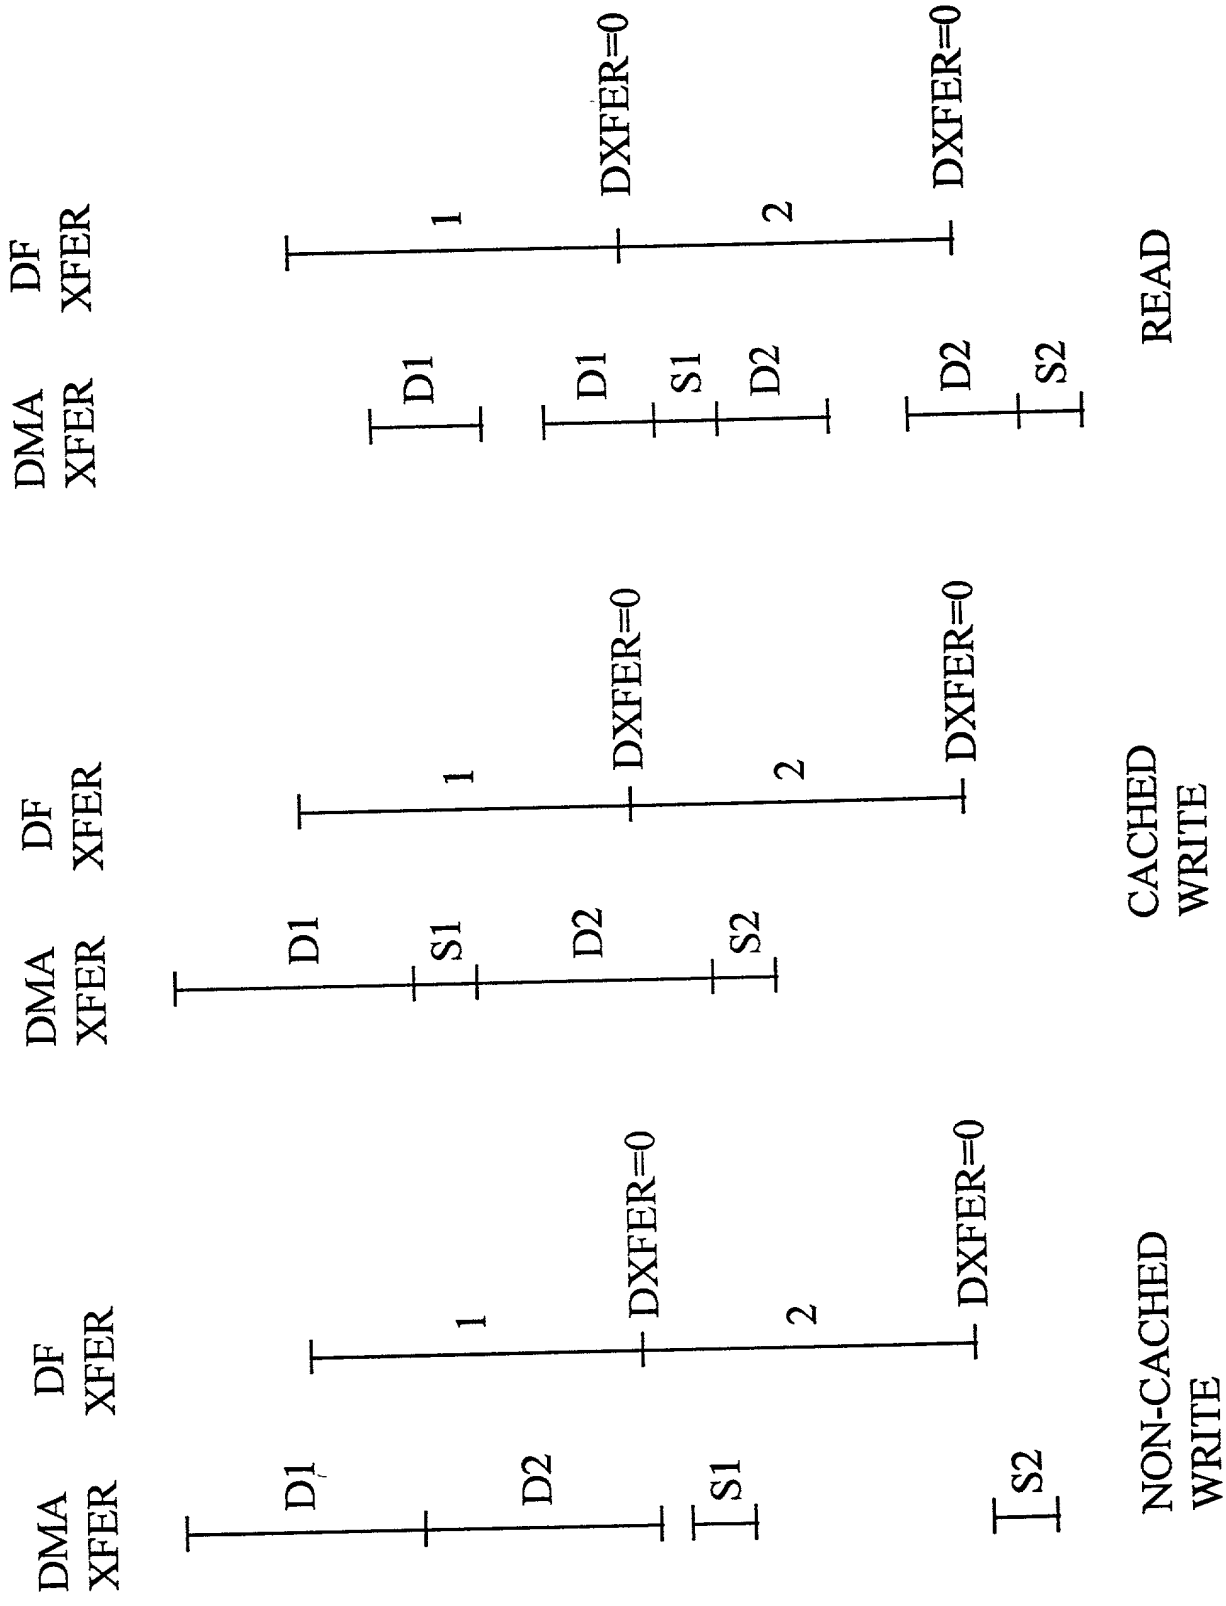 DMA
XFER
DF
XFER
D1
D2
S1
S2
1
DXFER=0
2
DXFER=0
NON-CACHED
WRITE
DMA
XFER
DF
XFER
D1
S1
D2
S2
1
DXFER=0
2
DXFER=0
CACHED
WRITE
DMA
XFER
DF
XFER
D1
D1
S1
D2
D2
S2
1
DXFER=0
2
DXFER=0
READ